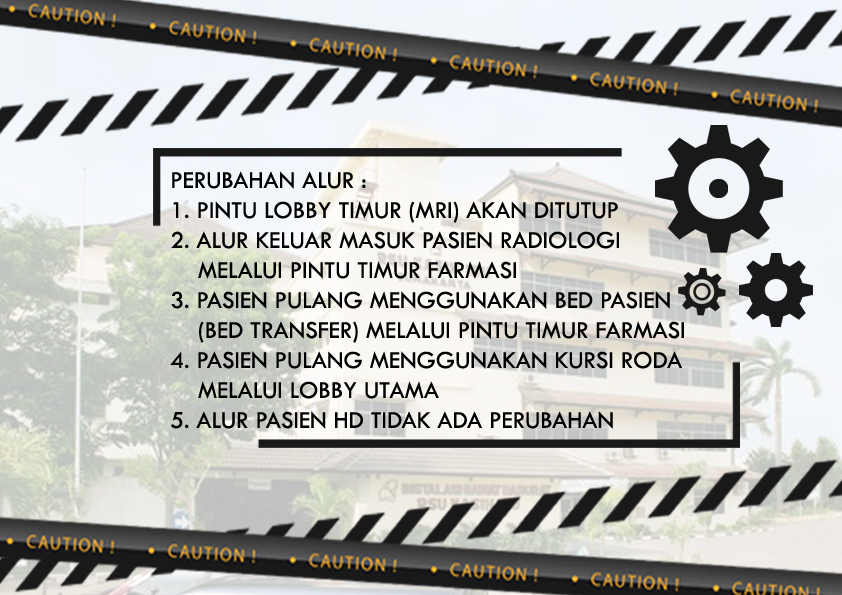 CAUTION ! CAUTION ! CAUTION ! CAUTION ! CAUTION ! CAUTION !
PERUBAHAN ALUR :
1. PINTU LOBBY TIMUR (MRI) AKAN DITUTUP
2. ALUR KELUAR MASUK PASIEN RADIOLOGI
MELALUI PINTU TIMUR FARMASI
3. PASIEN PULANG MENGGUNAKAN BED PASIEN
(BED TRANSFER) MELALUI PINTU TIMUR FARMASI
4. PASIEN PULANG MENGGUNAKAN KURSI RODA
MELALUI LOBBY UTAMA
5. ALUR PASIEN HD TIDAK ADA PERUBAHAN
INSTALASI GAWAT DARURAT
CAUTION ! CAUTION ! CAUTION ! CAUTION ! CAUTION ! CAUTION !